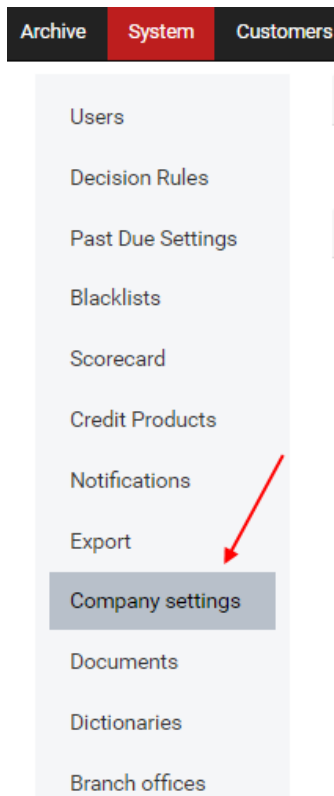 Archive System Customers
Users
Decision Rules
Past Due Settings
Blacklists
Scorecard
Credit Products
Notifications
Export
Company settings
Documents
Dictionaries
Branch offices